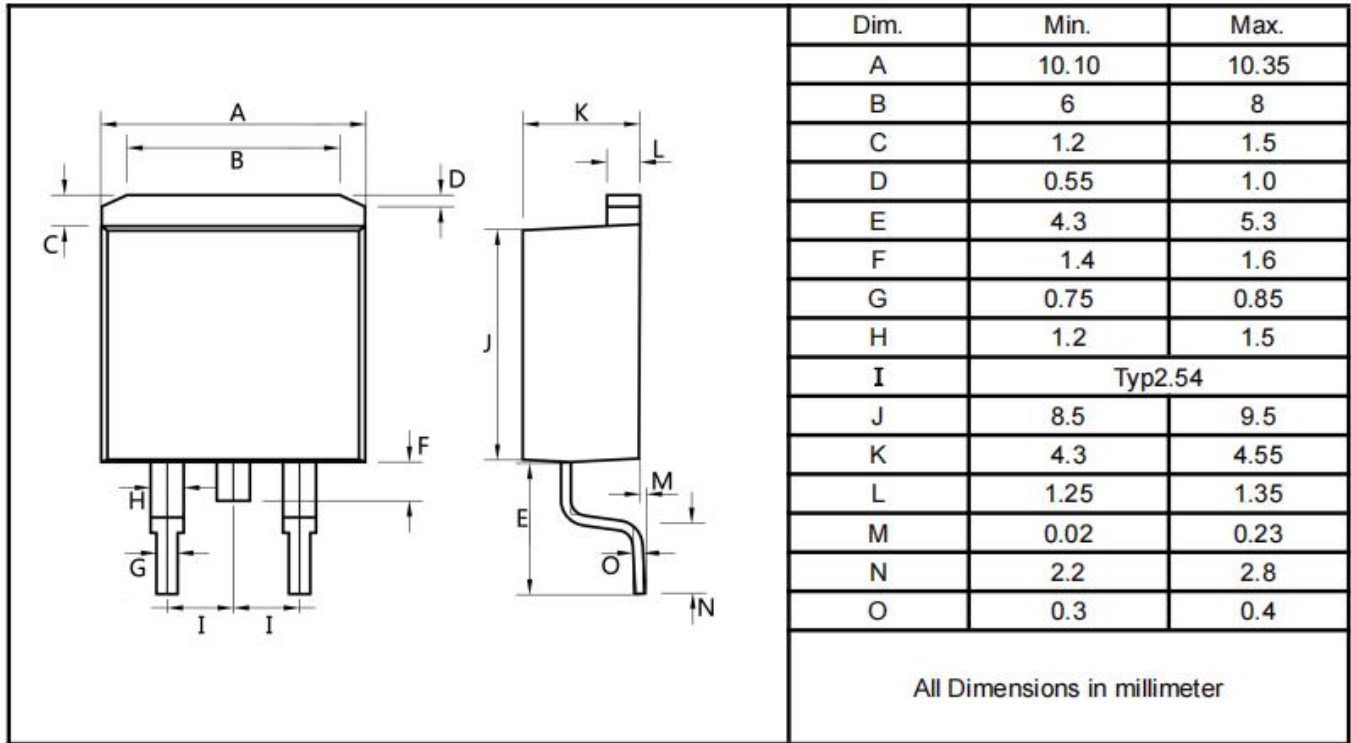 A
B
C
D
H
F
G
I I
K
L
J
E
M
O
N
Dim. Min. Max.
A 10.10 10.35
B 6 8
C 1.2 1.5
D 0.55 1.0
E 4.3 5.3
F 1.4 1.6
G 0.75 0.85
H 1.2 1.5
I Typ2.54
J 8.5 9.5
K 4.3 4.55
L 1.25 1.35
M 0.02 0.23
N 2.2 2.8
O 0.3 0.4
All Dimensions in millimeter